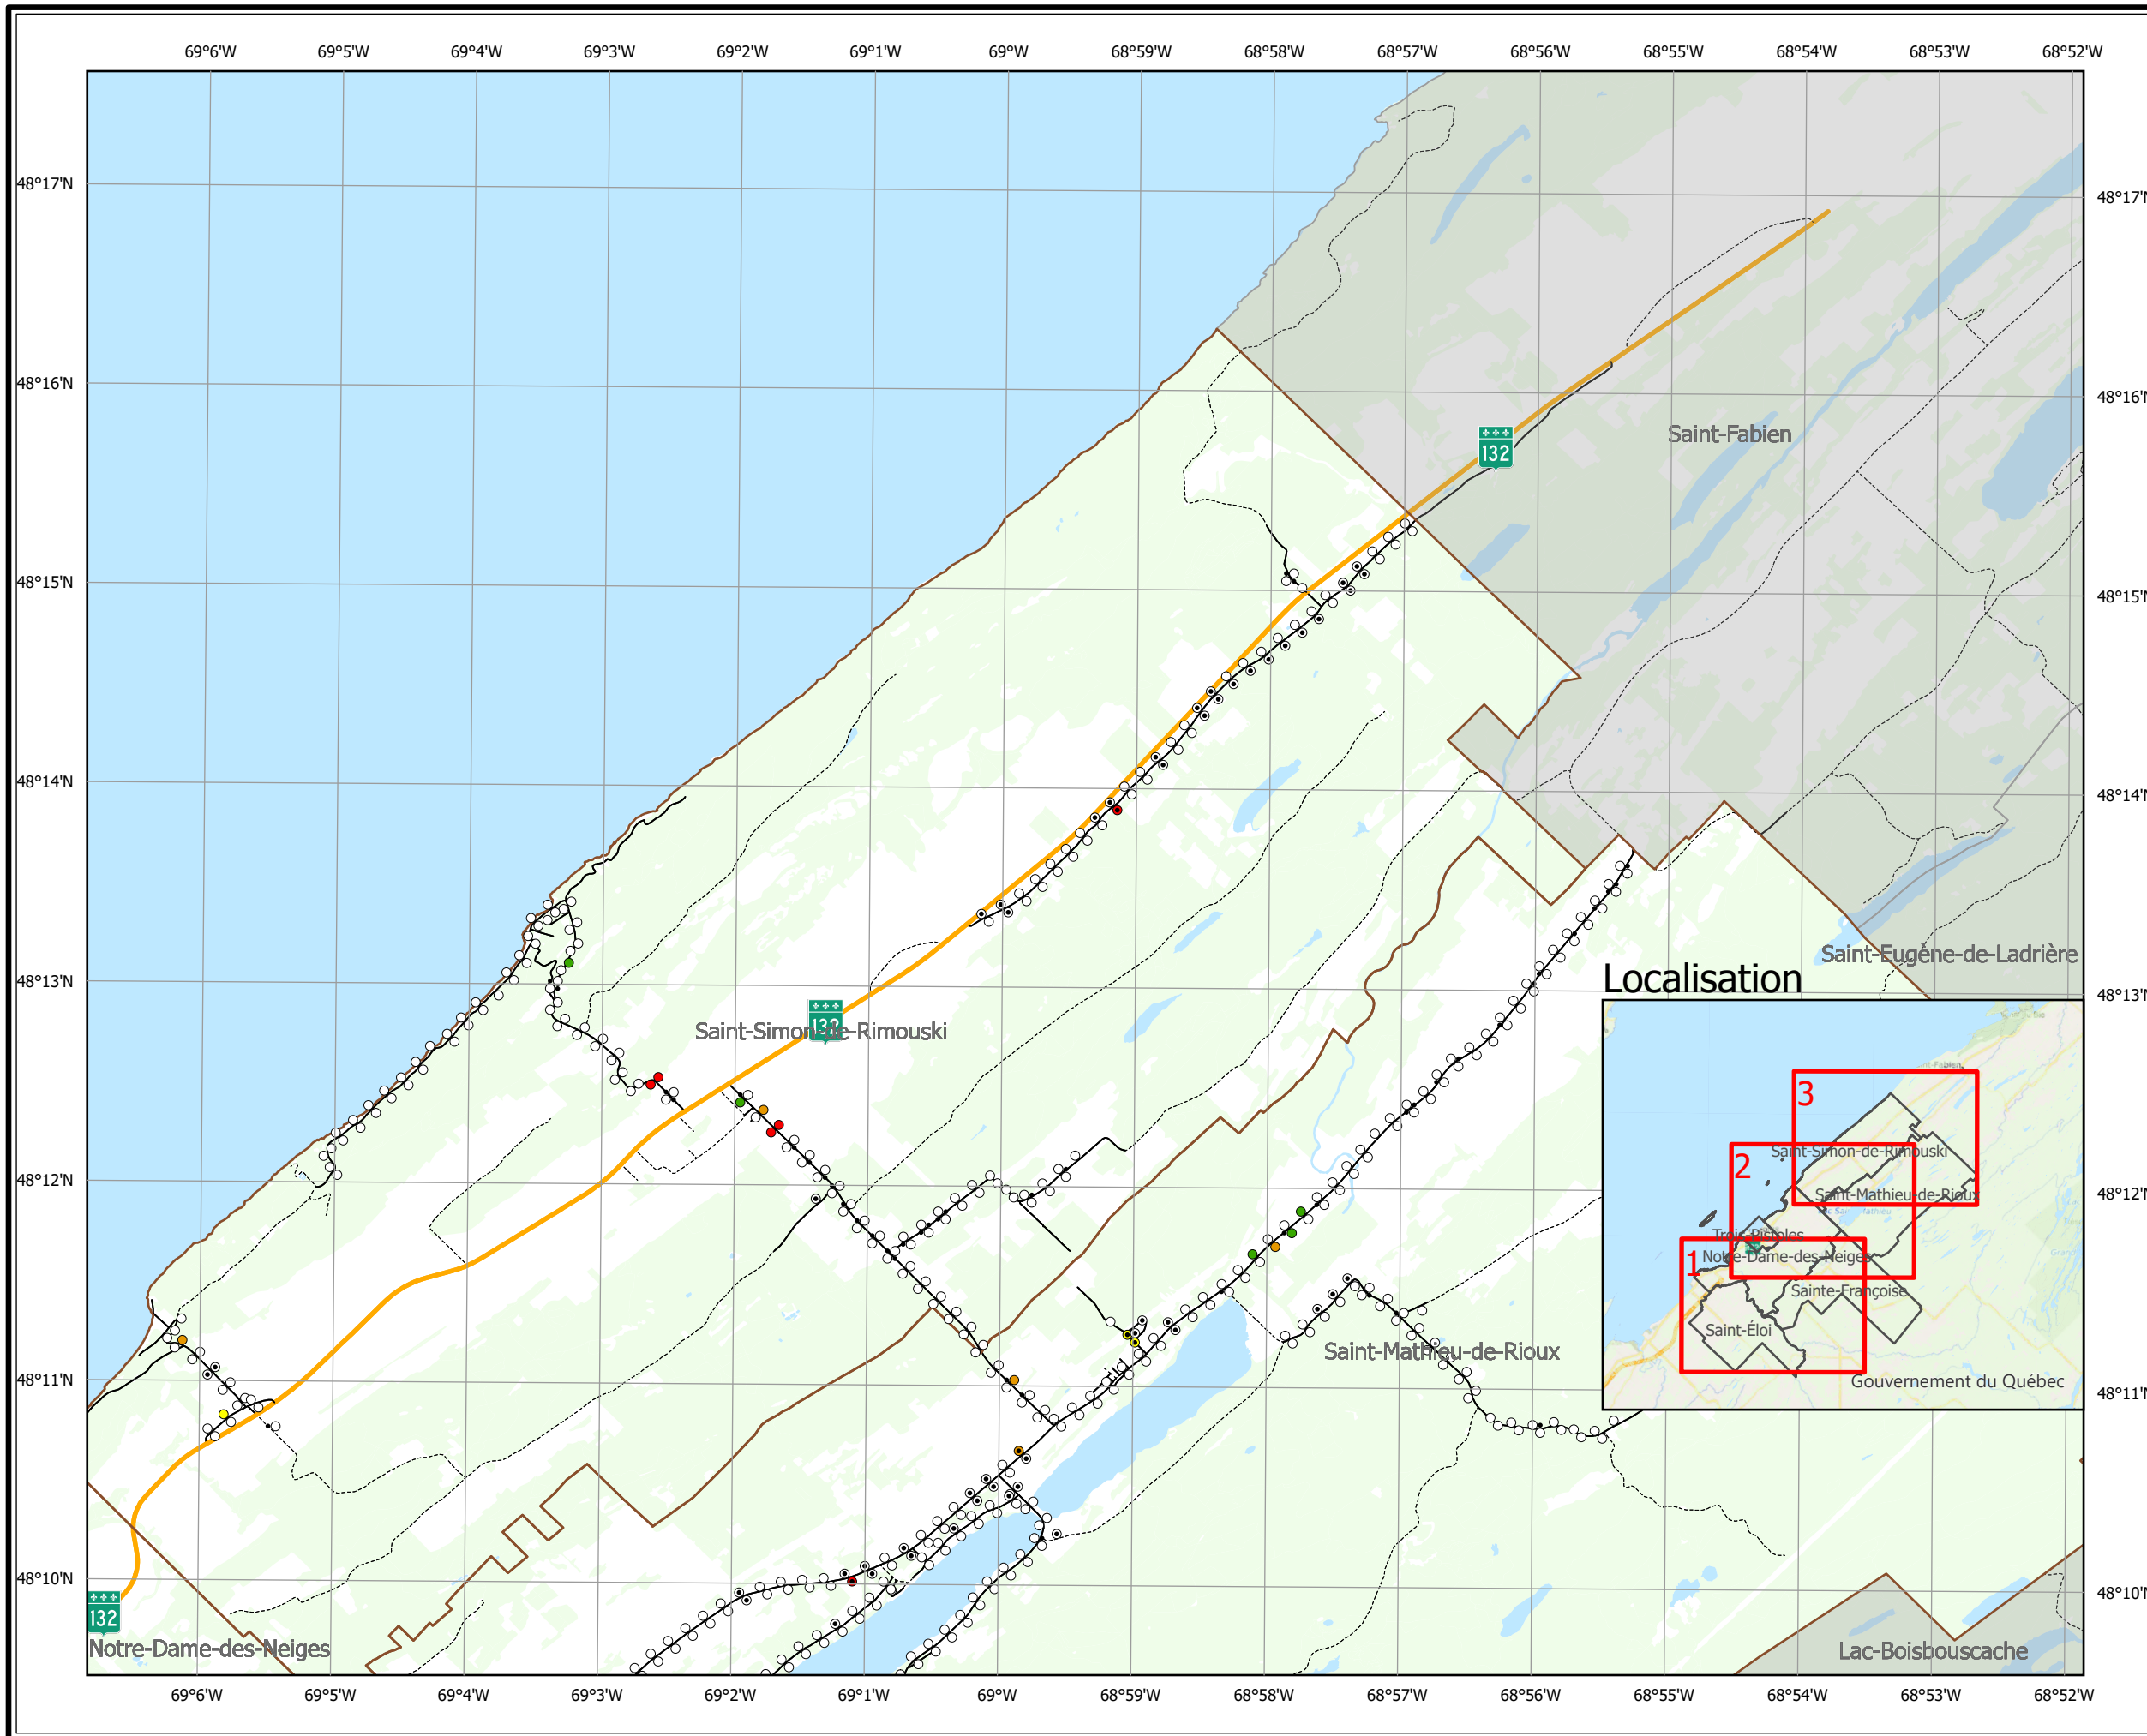 69°6'W 69°5'W 69°4'W 69°3'W 69°2'W 69°1'W 69°W 68°59'W 68°58'W 68°57'W 68°56'W 68°55'W 68°54'W 68°53'W 68°52'W
48°17'N 48°17'N
48°16'N 48°16'N
Saint-Fabien
132
48°15'N 48°15'N
48°14'N 48°14'N
Saint-Eugène-de-Ladrière
48°13'N 48°13'N
Localisation
132
Saint-Simon-de-Rimouski
3
2
Saint-Simon-de-Rimouski
48°12'N 48°12'N
Saint-Mathieu-de-Rioux
Trois-Pistoles
Notre-Dame-des-Neiges
1
Sainte-Françoise
Saint-Éloi
Saint-Mathieu-de-Rioux
Gouvernement du Québec
48°11'N 48°11'N
48°10'N 48°10'N
132
Notre-Dame-des-Neiges
Lac-Boisbouscache
69°6'W 69°5'W 69°4'W 69°3'W 69°2'W 69°1'W 69°W 68°59'W 68°58'W 68°57'W 68°56'W 68°55'W 68°54'W 68°53'W 68°52'W